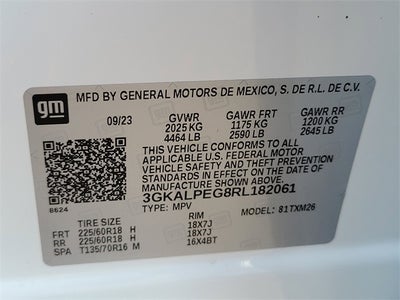 gm
MFD BY GENERAL MOTORS DE MEXICO, S. DE R.L. DE C.V.
09/23 GVWR GAWR FRT GAWR RR
2025 KG 1175 KG 1200 KG
4464 LB 2590 LB 2645 LB
THIS VEHICLE CONFORMS TO ALL
APPLICABLE U.S. FEDERAL MOTOR
VEHICLE SAFETY AND THEFT PREVENTION
STANDARDS IN EFFECT ON THE DATE OF
MANUFACTURE SHOWN ABOVE.
3GKALPEG8RL182061
8624 TYPE: MPV MODEL: 81TXM26
TIRE SIZE RIM
FRT 225/60R18 H 18X7J
RR 225/60R18 H 18X7J
SPA T135/70R16 M 16X4BT